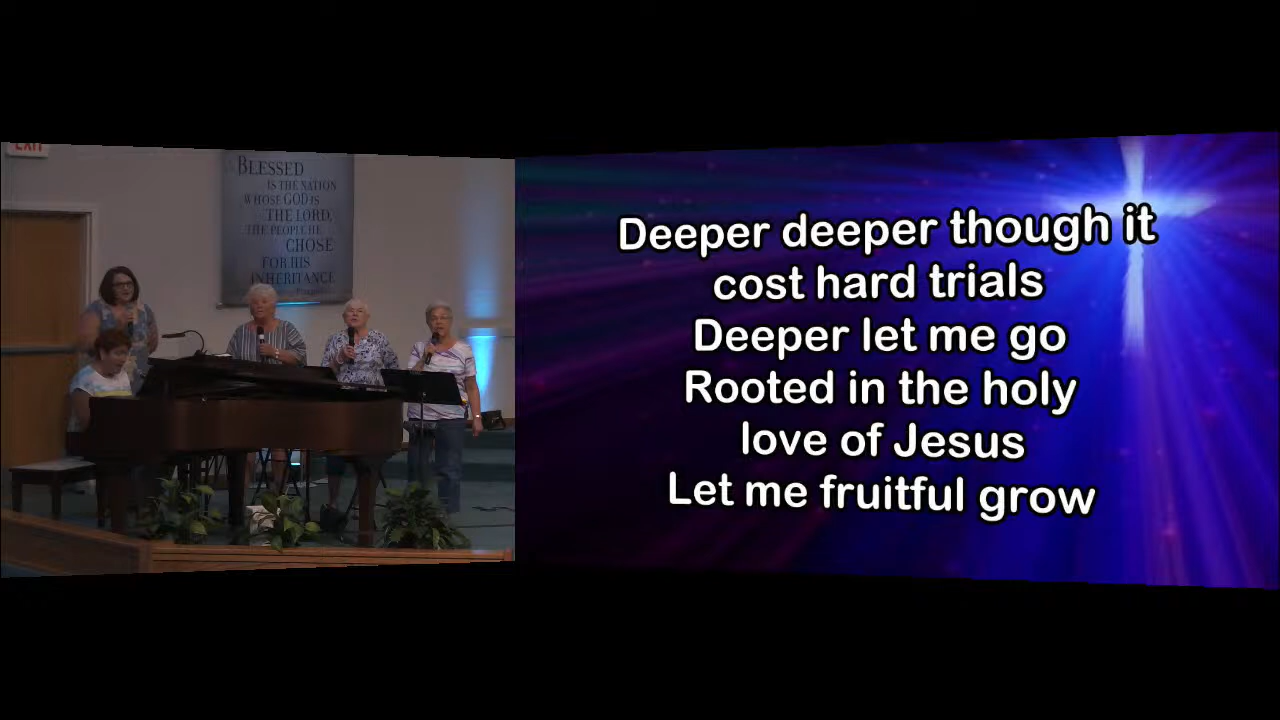 EXIT
BLESSED
IS THE NATION
WHOSE GOD IS
THE LORD,
THE PEOPLE HE
CHOSE
FOR HIS
INHERITANCE
Deeper deeper though it
cost hard trials
Deeper let me go
Rooted in the holy
love of Jesus
Let me fruitful grow